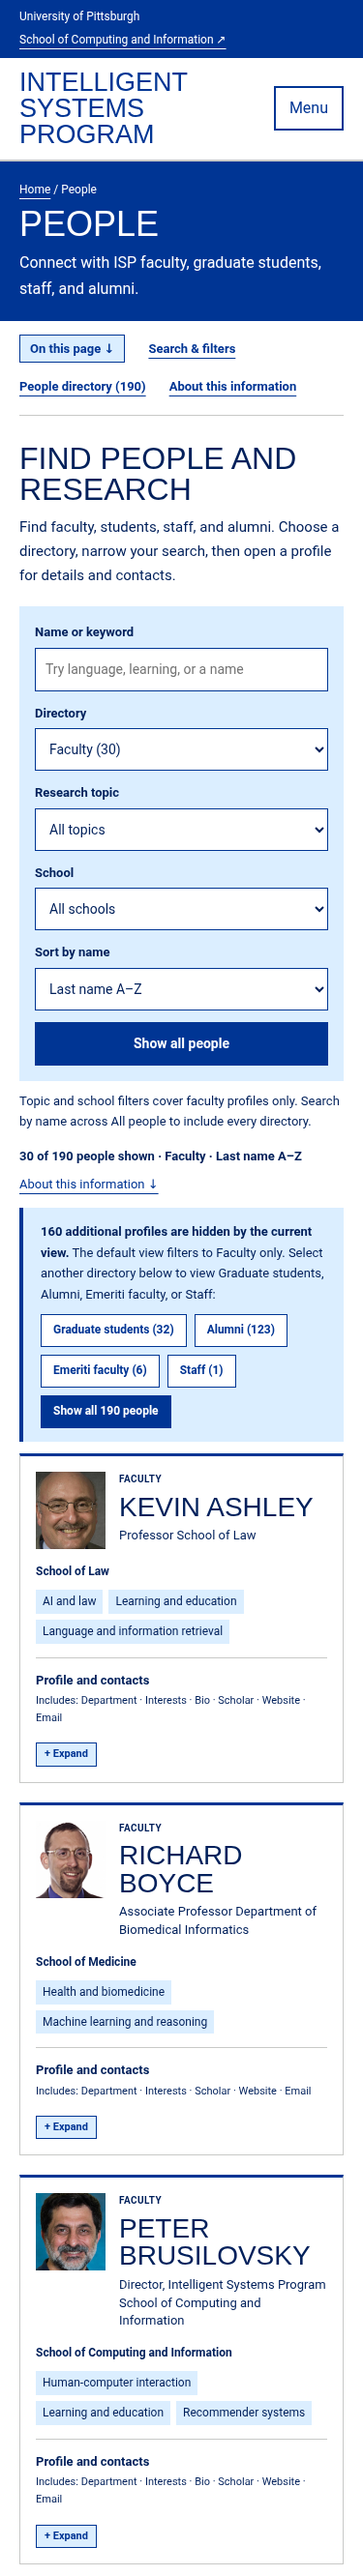 University of Pittsburgh
School of Computing and Information ↗
INTELLIGENT
SYSTEMS
PROGRAM
Menu
Home / People
PEOPLE
Connect with ISP faculty, graduate students,
staff, and alumni.
On this page ↓
Search & filters
People directory (190)
About this information
FIND PEOPLE AND
RESEARCH
Find faculty, students, staff, and alumni. Choose a
directory, narrow your search, then open a profile
for details and contacts.
Name or keyword
Try language, learning, or a name
Directory
Faculty (30)
Research topic
All topics
School
All schools
Sort by name
Last name A–Z
Show all people
Topic and school filters cover faculty profiles only. Search
by name across All people to include every directory.
30 of 190 people shown · Faculty · Last name A–Z
About this information ↓
160 additional profiles are hidden by the current
view. The default view filters to Faculty only. Select
another directory below to view Graduate students,
Alumni, Emeriti faculty, or Staff:
Graduate students (32)
Alumni (123)
Emeriti faculty (6)
Staff (1)
Show all 190 people
FACULTY
KEVIN ASHLEY
Professor School of Law
School of Law
AI and law
Learning and education
Language and information retrieval
Profile and contacts
Includes: Department · Interests · Bio · Scholar · Website ·
Email
+ Expand
FACULTY
RICHARD
BOYCE
Associate Professor Department of
Biomedical Informatics
School of Medicine
Health and biomedicine
Machine learning and reasoning
Profile and contacts
Includes: Department · Interests · Scholar · Website · Email
+ Expand
FACULTY
PETER
BRUSILOVSKY
Director, Intelligent Systems Program
School of Computing and
Information
School of Computing and Information
Human-computer interaction
Learning and education
Recommender systems
Profile and contacts
Includes: Department · Interests · Bio · Scholar · Website ·
Email
+ Expand